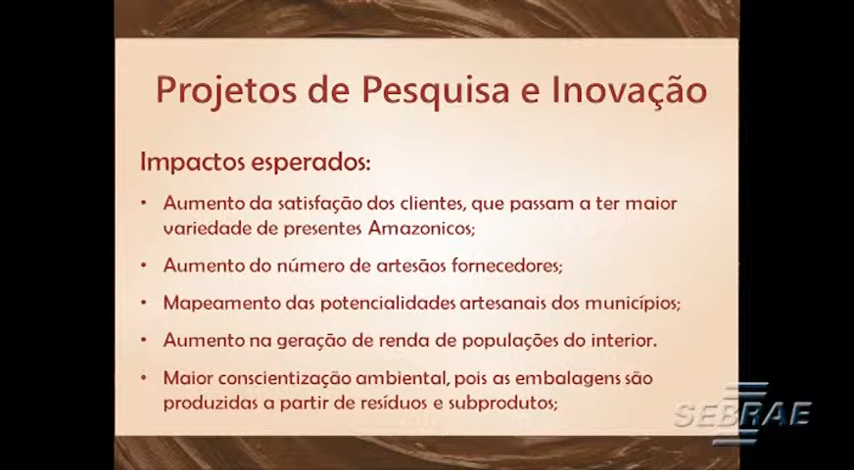 Projetos de Pesquisa e Inovação
Impactos esperados:
• Aumento da satisfação dos clientes, que passam a ter maior
variedade de presentes Amazonicos;
• Aumento do número de artesãos fornecedores;
• Mapeamento das potencialidades artesanais dos municípios;
• Aumento na geração de renda de populações do interior.
• Maior conscientização ambiental, pois as embalagens são
produzidas a partir de resíduos e subprodutos;
SEBRAE